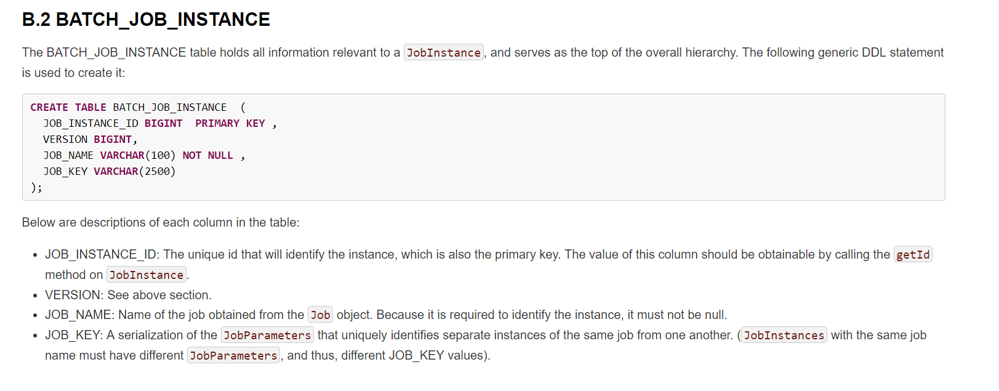 B.2 BATCH_JOB_INSTANCE
The BATCH_JOB_INSTANCE table holds all information relevant to a JobInstance, and serves as the top of the overall hierarchy. The following generic DDL statement
is used to create it:
CREATE TABLE BATCH_JOB_INSTANCE  (
  JOB_INSTANCE_ID BIGINT  PRIMARY KEY ,
  VERSION BIGINT,
  JOB_NAME VARCHAR(100) NOT NULL ,
  JOB_KEY VARCHAR(2500)
);
Below are descriptions of each column in the table:
• JOB_INSTANCE_ID: The unique id that will identify the instance, which is also the primary key. The value of this column should be obtainable by calling the getId
method on JobInstance.
• VERSION: See above section.
• JOB_NAME: Name of the job obtained from the Job object. Because it is required to identify the instance, it must not be null.
• JOB_KEY: A serialization of the JobParameters that uniquely identifies separate instances of the same job from one another. (JobInstances with the same job
name must have different JobParameters, and thus, different JOB_KEY values).